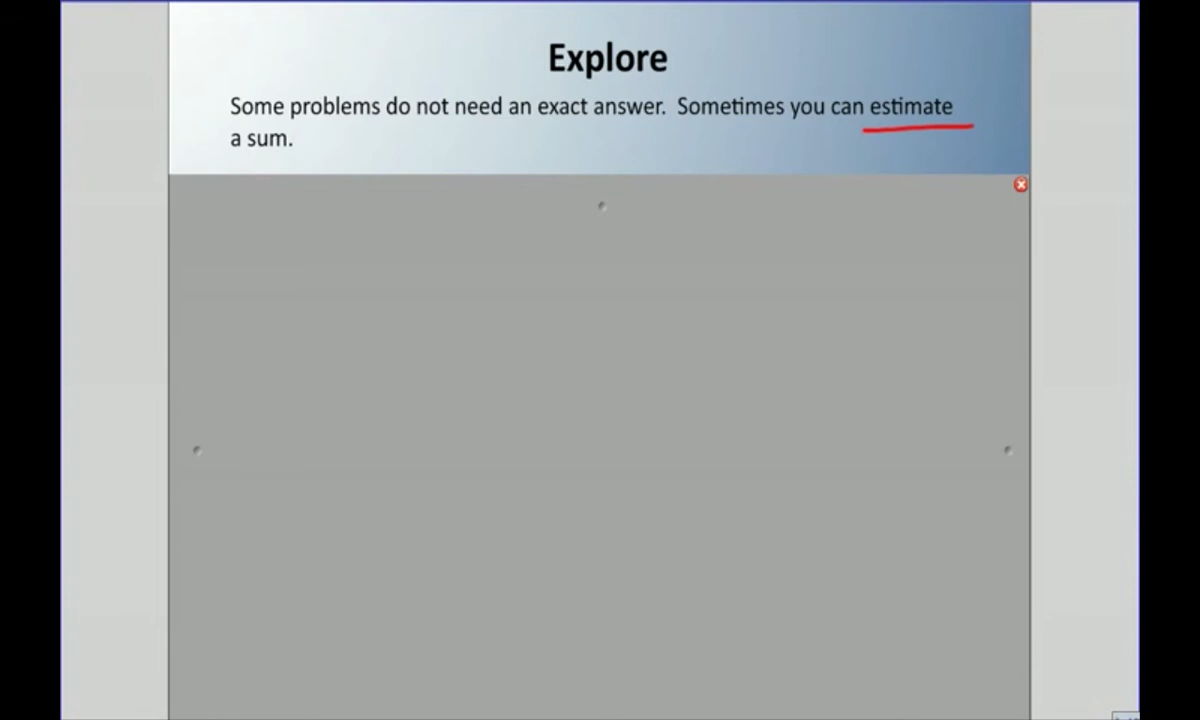 Explore
Some problems do not need an exact answer.  Sometimes you can estimate
a sum.